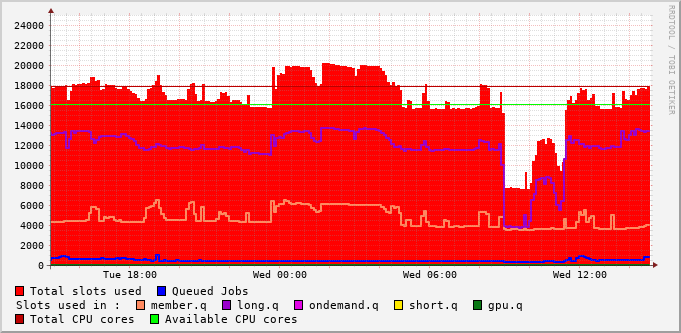 RRDTOOL / TOBI OETIKER
24000
22000
20000
18000
16000
14000
12000
10000
8000
6000
4000
2000
0
Tue 18:00 Wed 00:00 Wed 06:00 Wed 12:00
Total slots used Queued Jobs
Slots used in : member.q long.q ondemand.q short.q gpu.q
Total CPU cores Available CPU cores